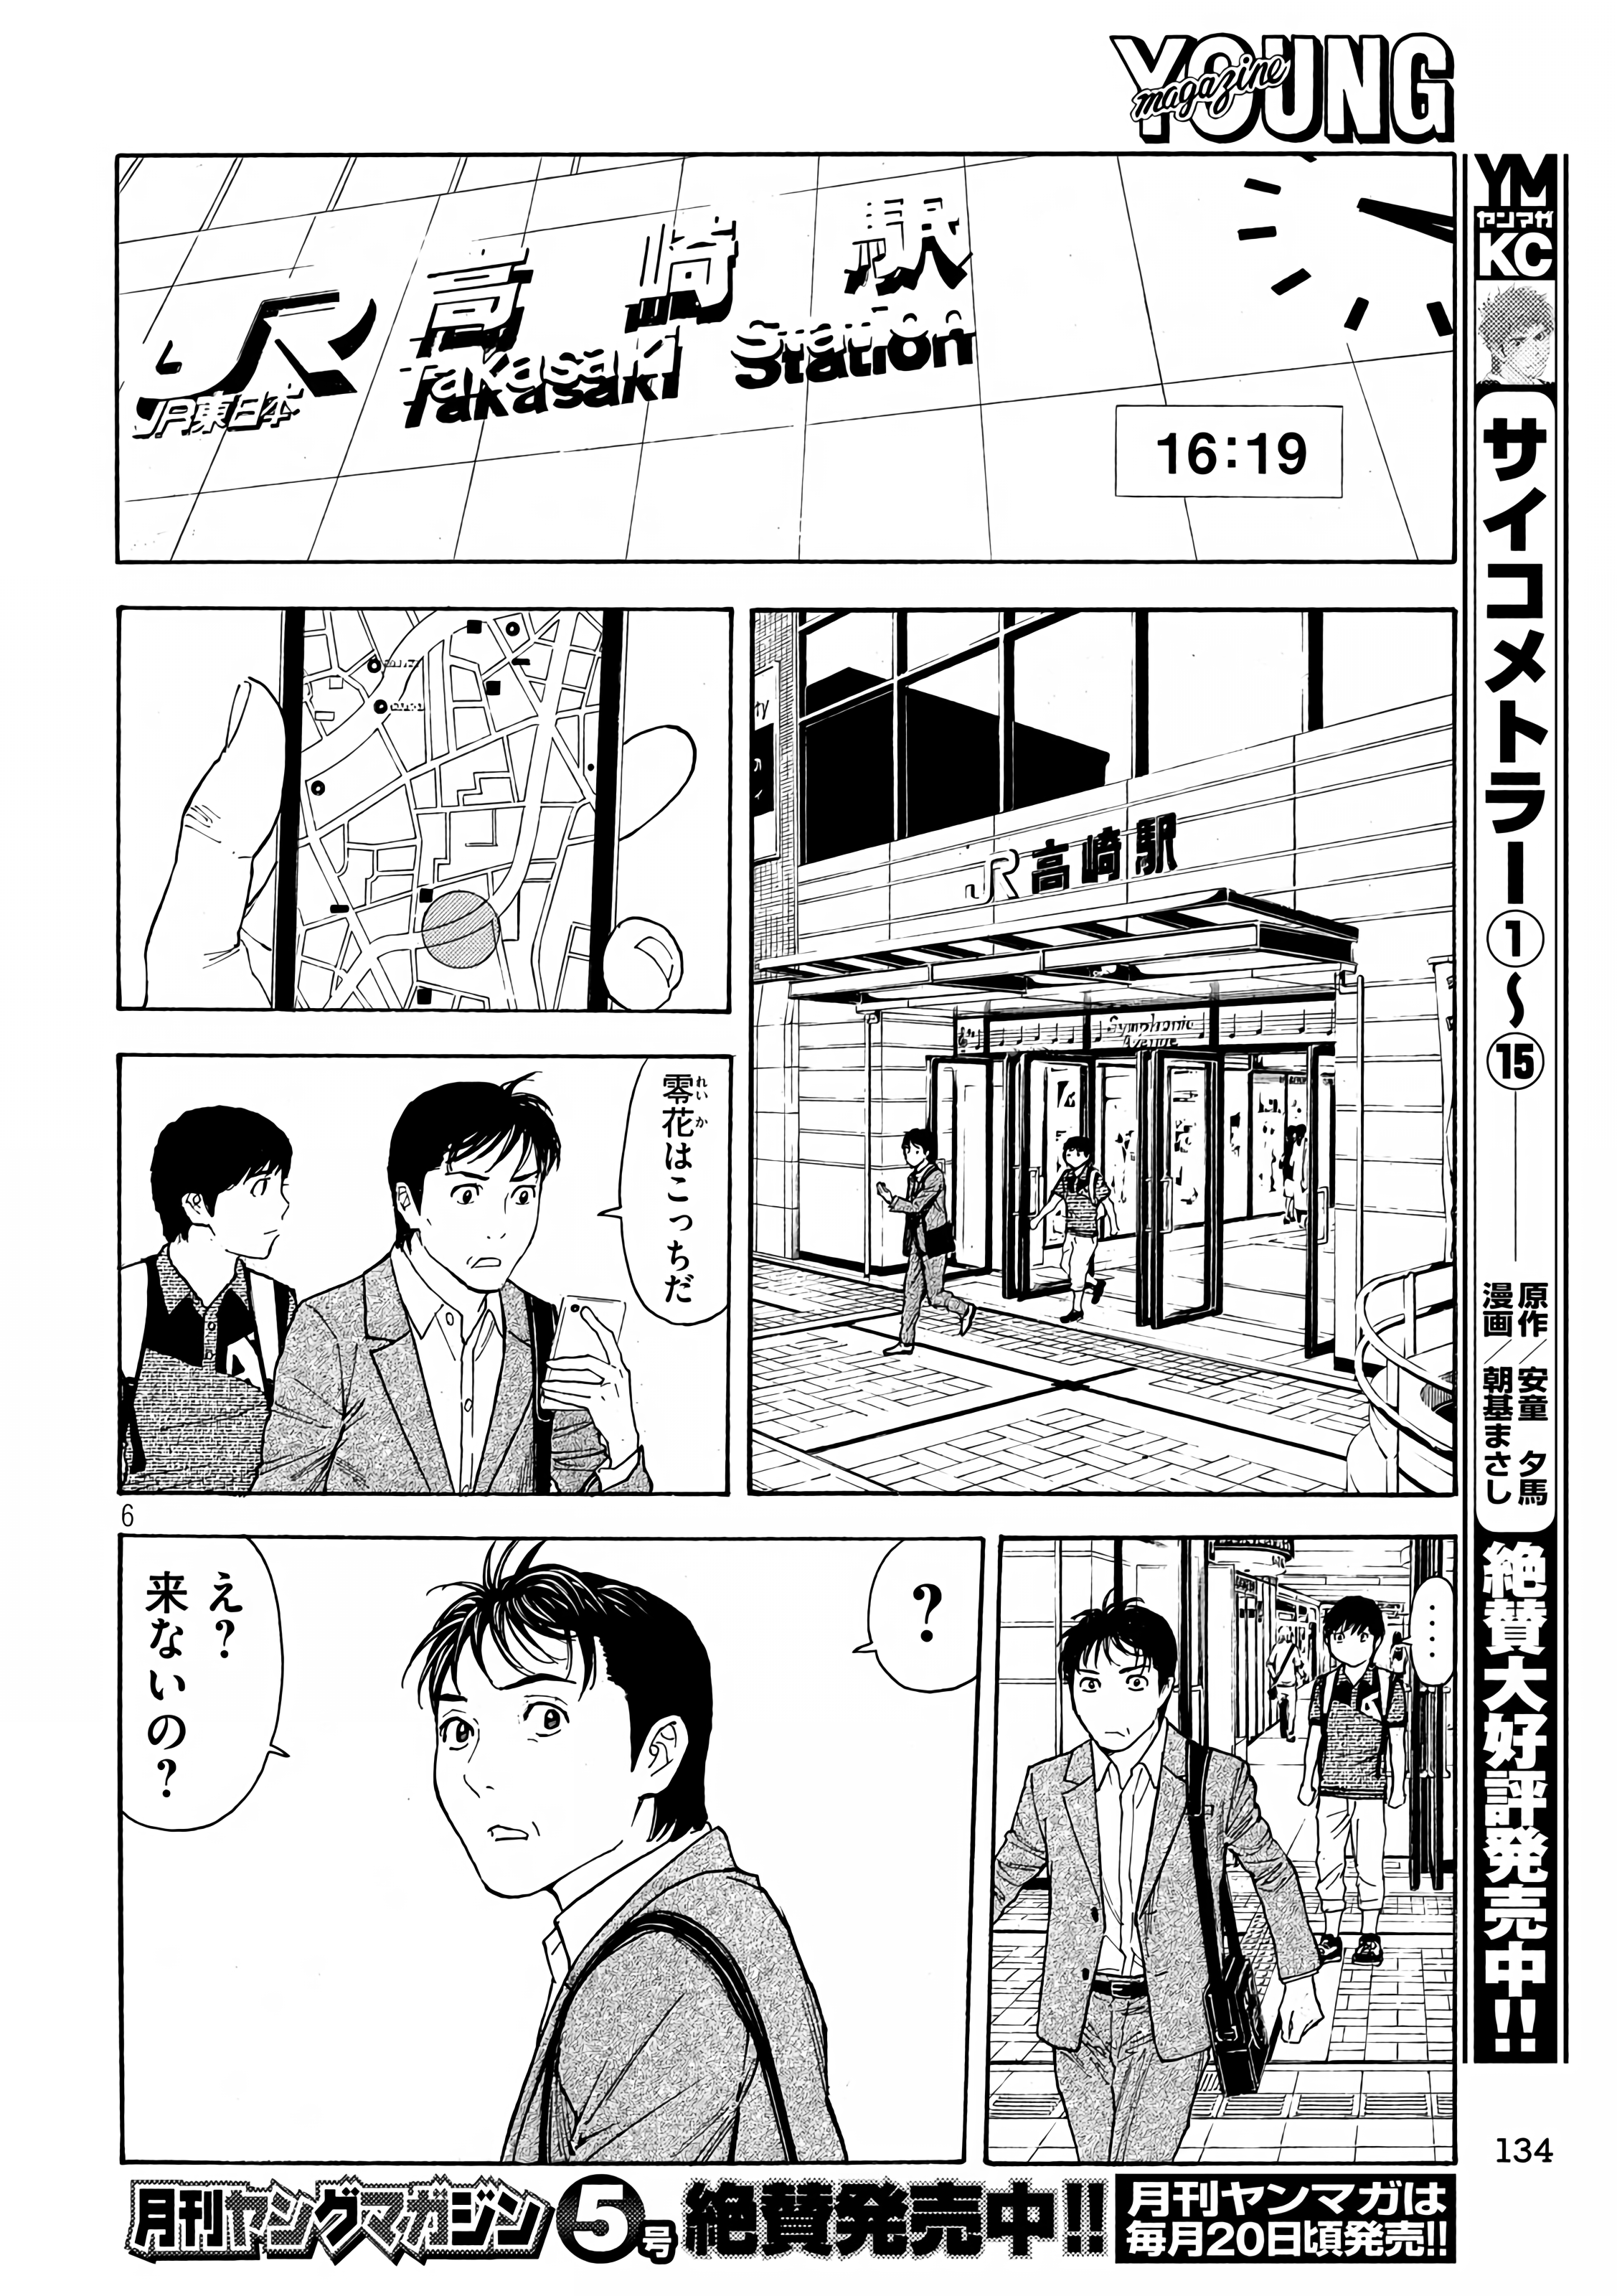 YOUNG
magazine
JR
高崎駅
Takasaki Station
JR東日本
16:19
JR高崎駅
Symphonic
Avenue
零花はこっちだ
れいか
6
‥‥
?
え?
来ないの?
YM
ヤンマガ
KC
サイコメトラー①〜⑮
原作/安童 夕馬
漫画/朝基まさし
絶賛大好評発売中!!
134
月刊ヤングマガジン5号絶賛発売中!!
月刊ヤンマガは
毎月20日頃発売!!